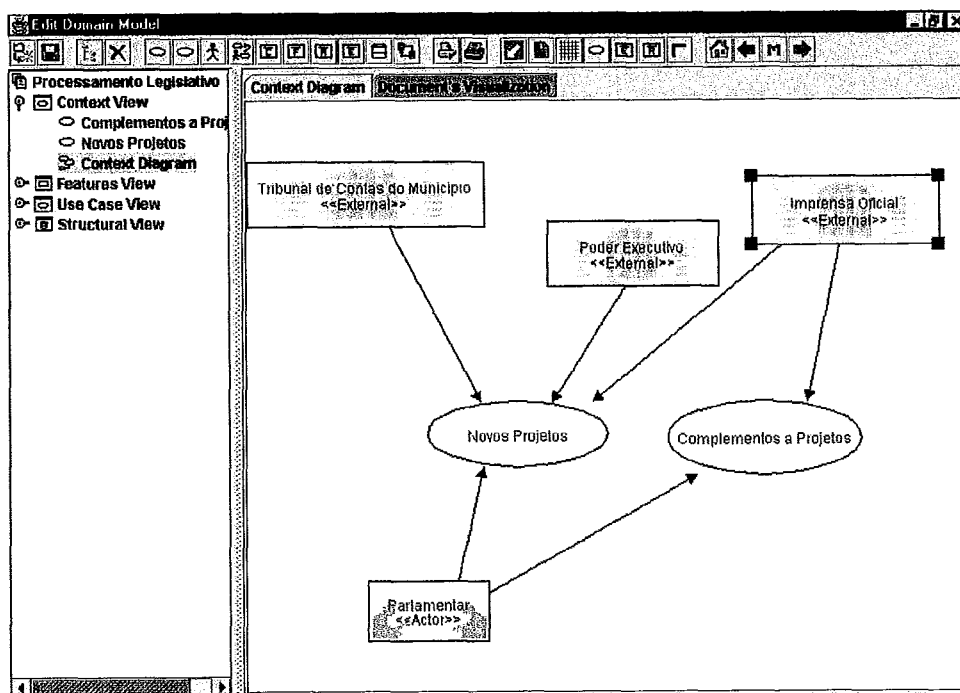 Edit Domain Model
Processamento Legislativo
Context View
Complementos a Proj
Novos Projetos
Context Diagram
Features View
Use Case View
Structural View
Context Diagram Document's Visualization
Tribunal de Contas do Município
<<External>>
Poder Executivo
<<External>>
Imprensa Oficial
<<External>>
Novos Projetos
Complementos a Projetos
Parlamentar
<<Actor>>